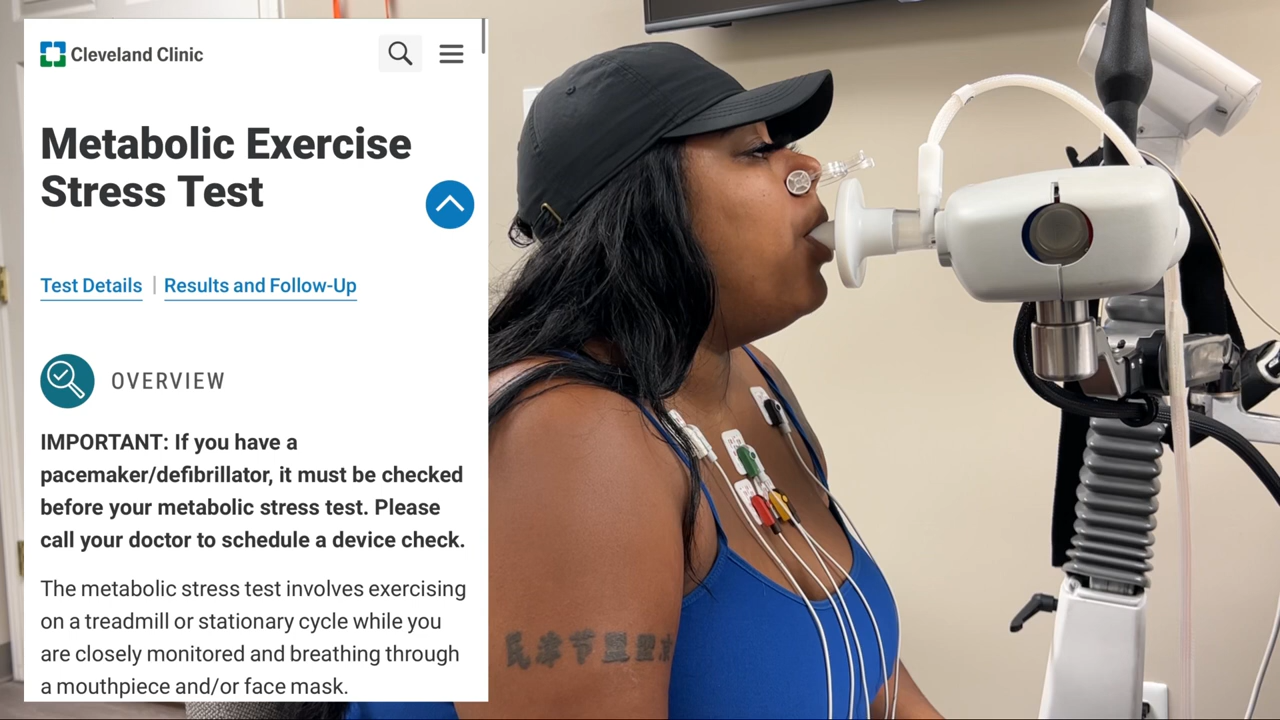 Cleveland Clinic
Metabolic Exercise
Stress Test
Test Details | Results and Follow-Up
OVERVIEW
IMPORTANT: If you have a
pacemaker/defibrillator, it must be checked
before your metabolic stress test. Please
call your doctor to schedule a device check.
The metabolic stress test involves exercising
on a treadmill or stationary cycle while you
are closely monitored and breathing through
a mouthpiece and/or face mask.